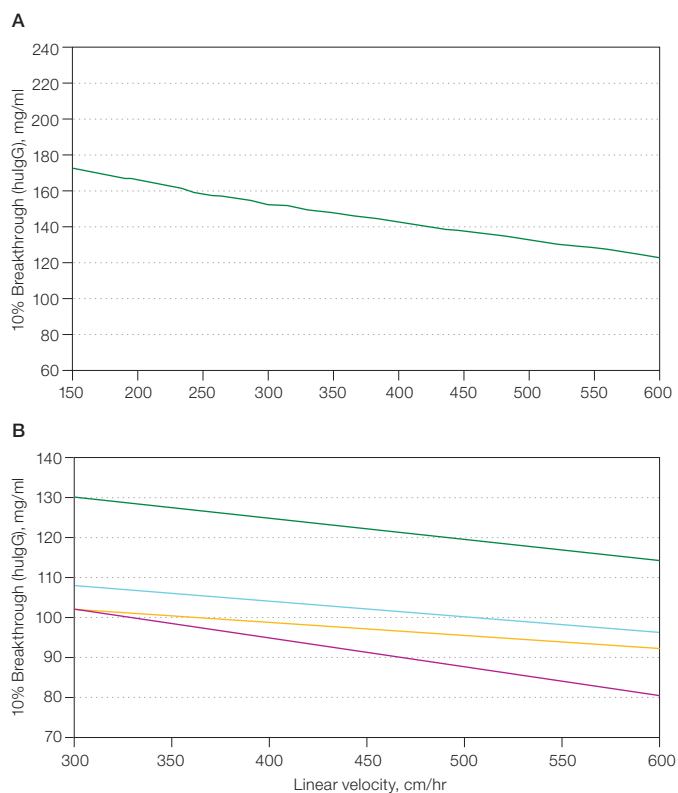 A
10% Breakthrough (huIgG), mg/ml
240
220
200
180
160
140
120
100
80
60
150 200 250 300 350 400 450 500 550 600
B
10% Breakthrough (huIgG), mg/ml
140
130
120
110
100
90
80
70
300 350 400 450 500 550 600
Linear velocity, cm/hr